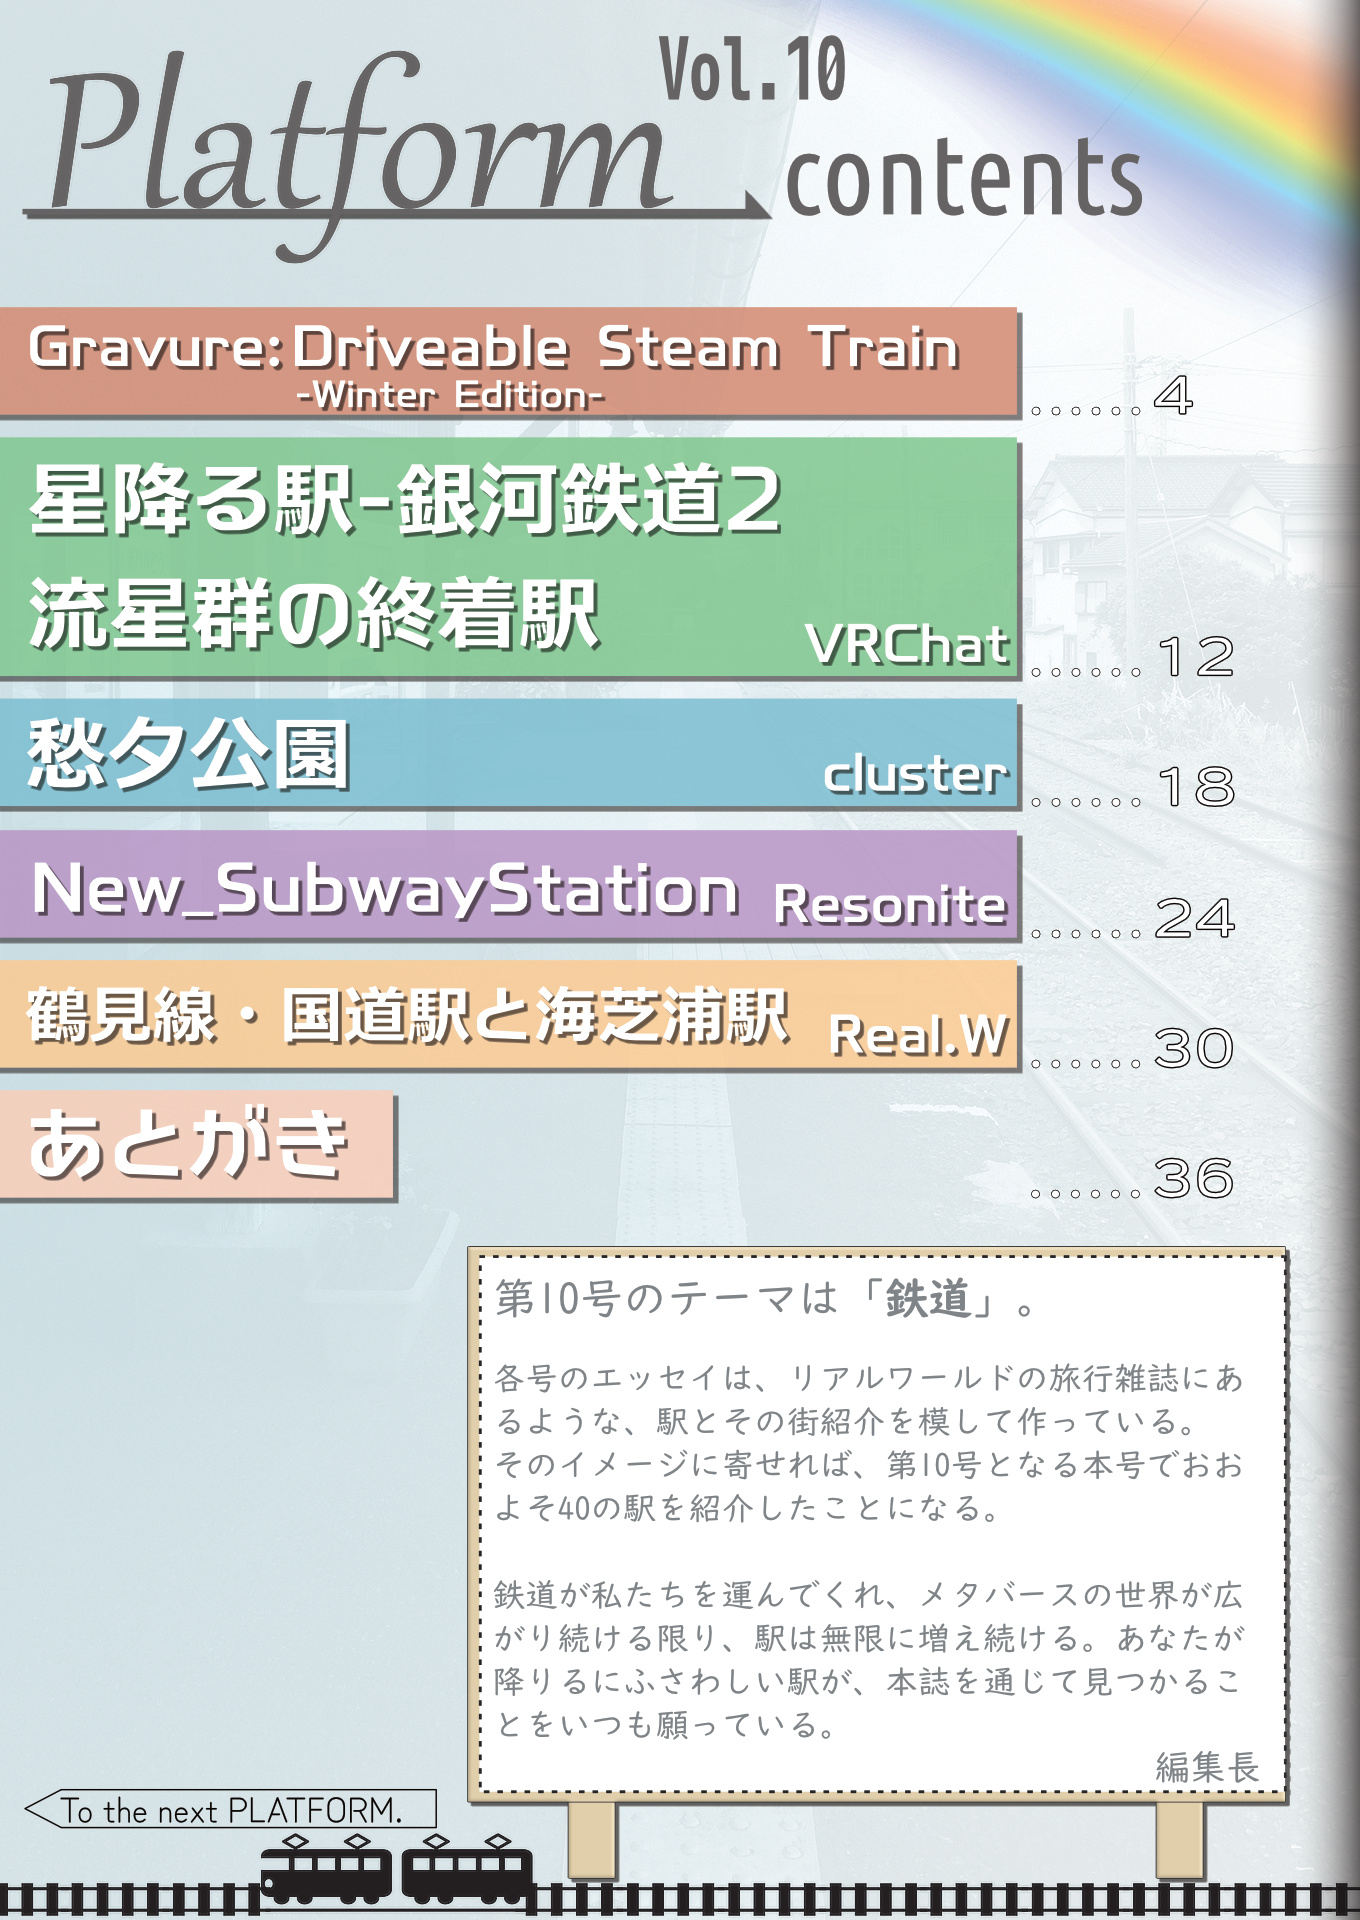 Platform
Vol.10
contents
Gravure:Driveable Steam Train
-Winter Edition-
......4
星降る駅-銀河鉄道2
流星群の終着駅
VRChat
......12
愁夕公園 cluster
......18
New_SubwayStation Resonite
......24
鶴見線・国道駅と海芝浦駅 Real.W
......30
あとがき
......36
第10号のテーマは「鉄道」。
各号のエッセイは、リアルワールドの旅行雑誌にあ
るような、駅とその街紹介を模して作っている。
そのイメージに寄せれば、第10号となる本号でおお
よそ40の駅を紹介したことになる。
鉄道が私たちを運んでくれ、メタバースの世界が広
がり続ける限り、駅は無限に増え続ける。あなたが
降りるにふさわしい駅が、本誌を通じて見つかるこ
とをいつも願っている。
編集長
To the next PLATFORM.